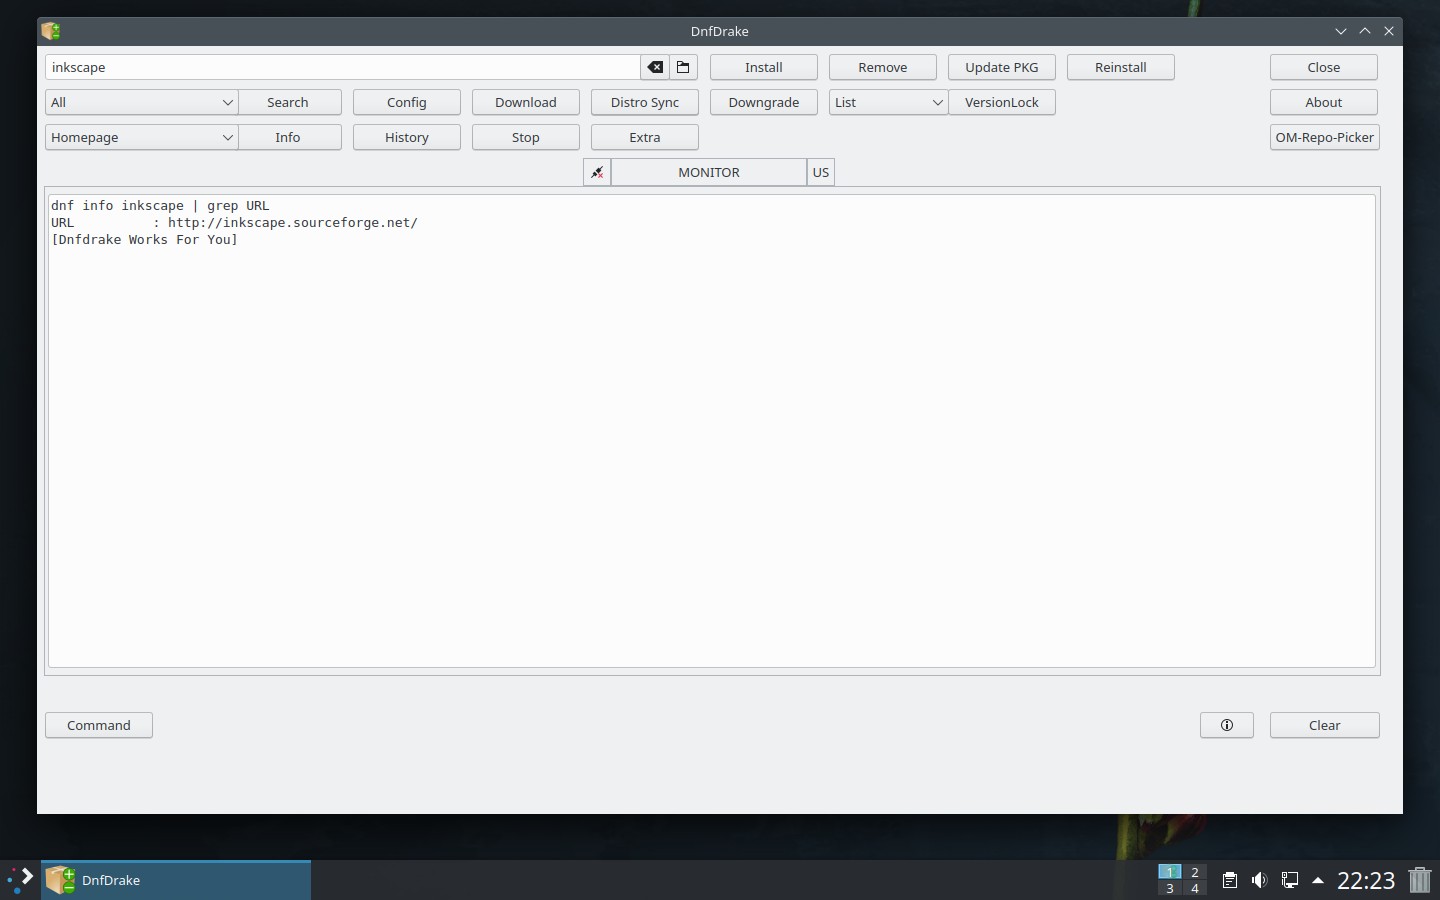 DnfDrake
inkscape
Install
Remove
Update PKG
Reinstall
Close
All
Search
Config
Download
Distro Sync
Downgrade
List
VersionLock
About
Homepage
Info
History
Stop
Extra
OM-Repo-Picker
MONITOR
US
dnf info inkscape | grep URL
URL          : http://inkscape.sourceforge.net/
[Dnfdrake Works For You]
Command
Clear
DnfDrake
1 2
3 4
22:23